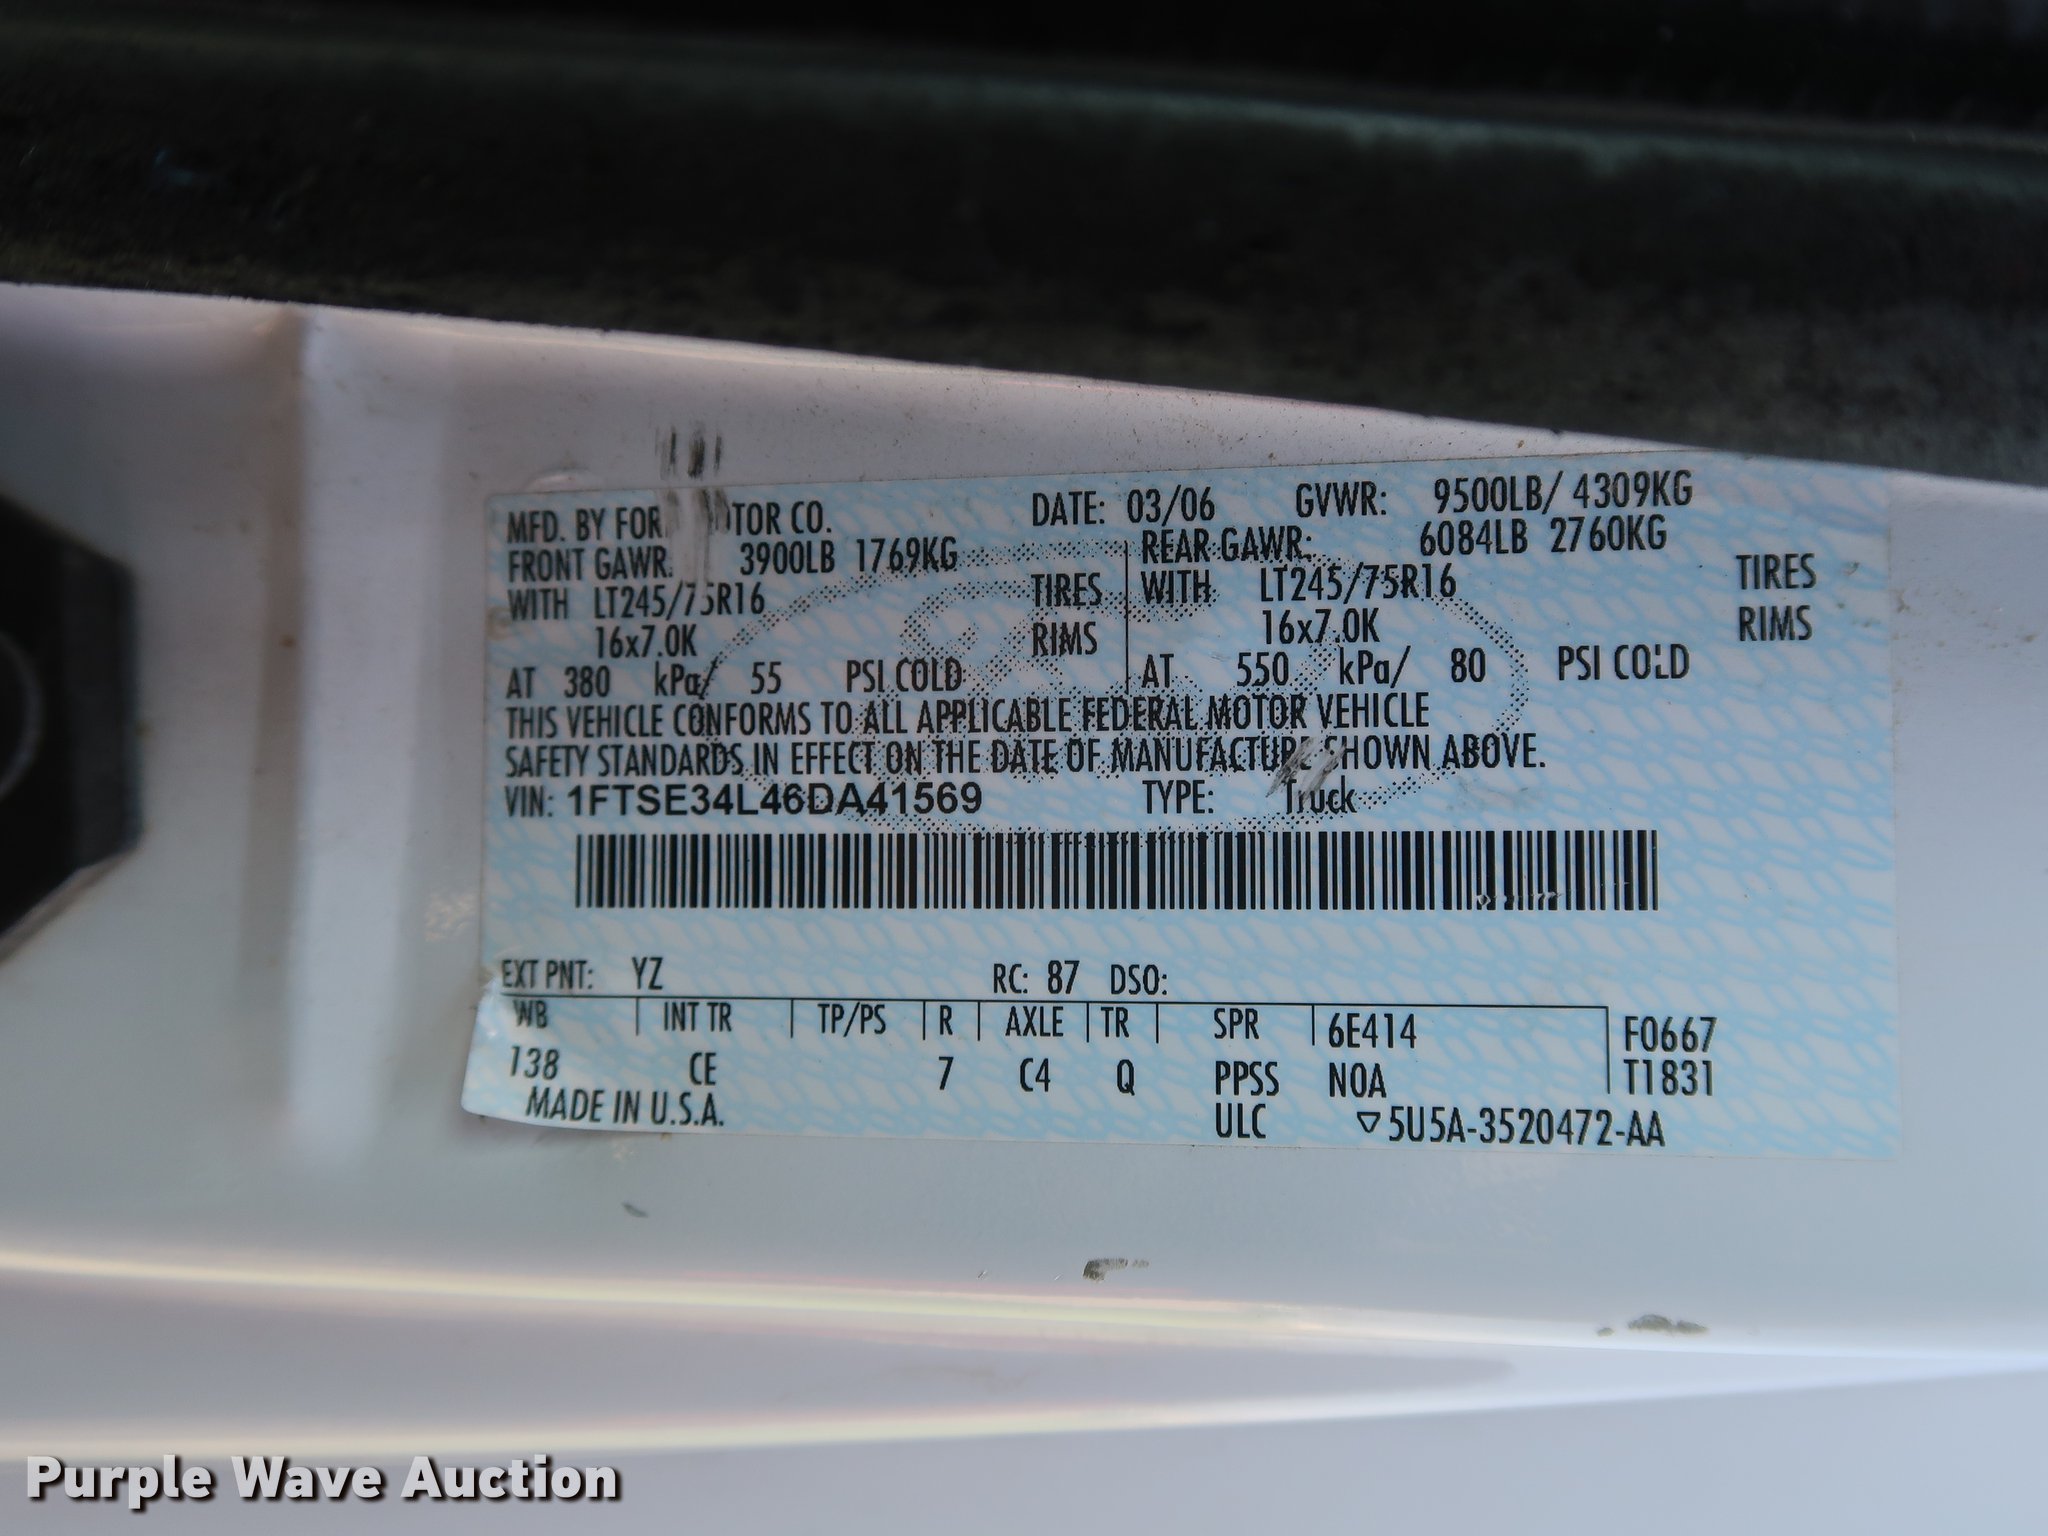 MFD. BY FOR OTOR CO. DATE: 03/06 GVWR: 9500LB/ 4309KG
FRONT GAWR: 3900LB 1769KG REAR GAWR: 6084LB 2760KG
WITH LT245/75R16 TIRES WITH LT245/75R16 TIRES
16x7.0K RIMS 16x7.0K RIMS
AT 380 kPa/ 55 PSI COLD AT 550 kPa/ 80 PSI COLD
THIS VEHICLE CONFORMS TO ALL APPLICABLE FEDERAL MOTOR VEHICLE
SAFETY STANDARDS IN EFFECT ON THE DATE OF MANUFACTURE SHOWN ABOVE.
VIN: 1FTSE34L46DA41569 TYPE: Truck
EXT PNT: YZ RC: 87 DSO:
WB INT TR TP/PS R AXLE TR SPR 6E414 F0667
138 CE 7 C4 Q PPSS NOA T1831
MADE IN U.S.A. ULC ▽5U5A-3520472-AA
Purple Wave Auction